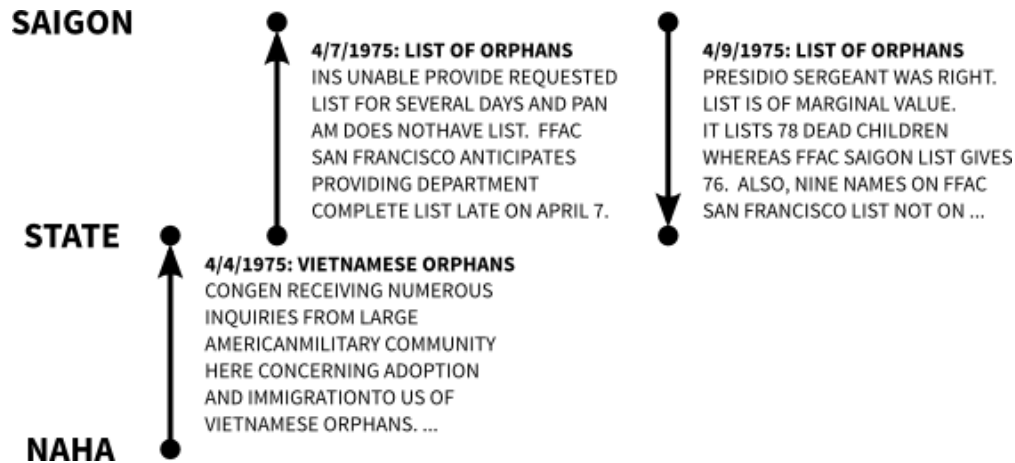 SAIGON
4/7/1975: LIST OF ORPHANS
INS UNABLE PROVIDE REQUESTED
LIST FOR SEVERAL DAYS AND PAN
AM DOES NOTHAVE LIST. FFAC
SAN FRANCISCO ANTICIPATES
PROVIDING DEPARTMENT
COMPLETE LIST LATE ON APRIL 7.
4/9/1975: LIST OF ORPHANS
PRESIDIO SERGEANT WAS RIGHT.
LIST IS OF MARGINAL VALUE.
IT LISTS 78 DEAD CHILDREN
WHEREAS FFAC SAIGON LIST GIVES
76. ALSO, NINE NAMES ON FFAC
SAN FRANCISCO LIST NOT ON ...
STATE
4/4/1975: VIETNAMESE ORPHANS
CONGEN RECEIVING NUMEROUS
INQUIRIES FROM LARGE
AMERICANMILITARY COMMUNITY
HERE CONCERNING ADOPTION
AND IMMIGRATIONTO US OF
VIETNAMESE ORPHANS. ...
NAHA